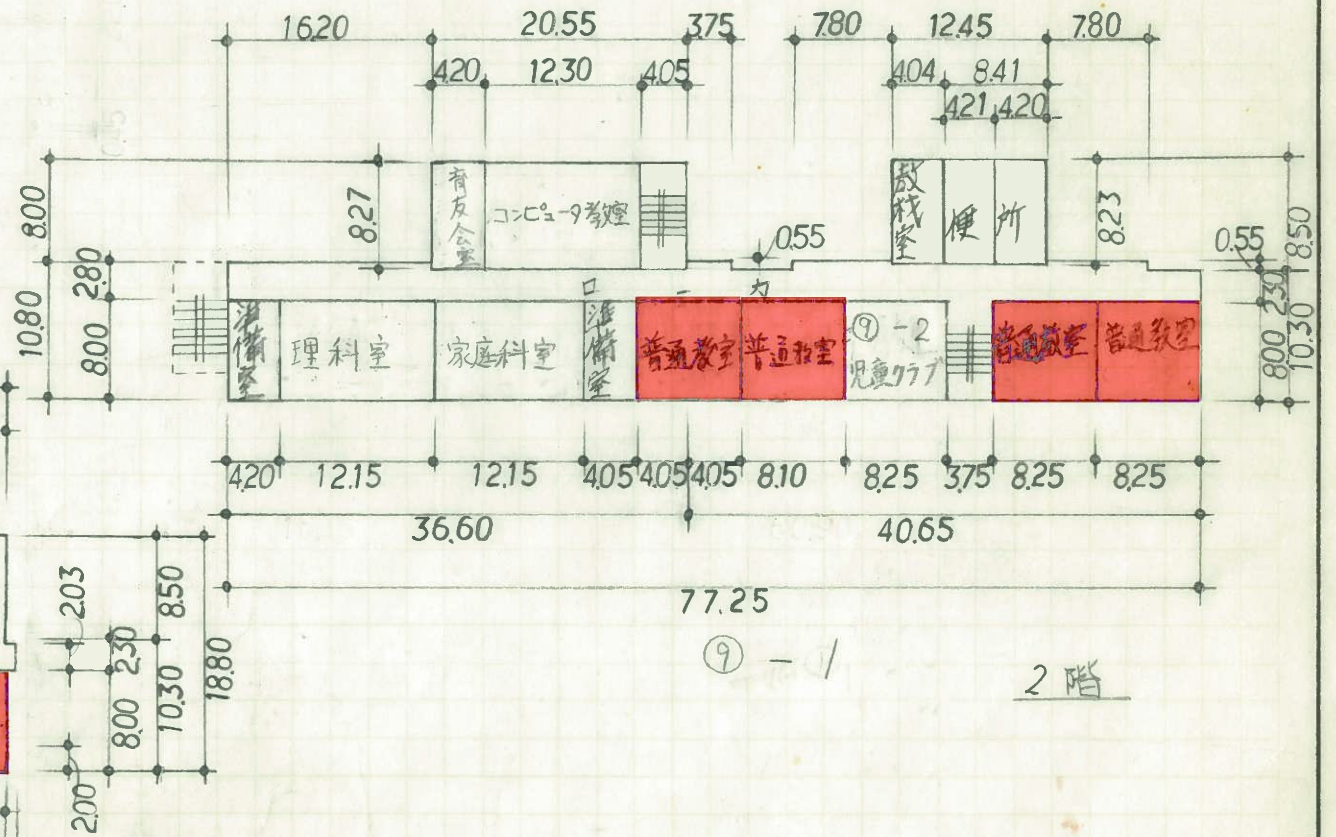 16.20 20.55 3.75 7.80 12.45 7.80
4.20 12.30 4.05 4.04 8.41
4.21 4.20
8.00 8.27 育友会室 コンピュータ教室 教材室 便所 8.23 8.50
0.55 0.55
2.80 2.30
ロ ー カ
10.80 8.00 準備室 理科室 家庭科室 準備室 普通教室 普通教室 ⑨-2 普通教室 普通教室 8.00 10.30
児童クラブ
4.20 12.15 12.15 4.05 4.05 4.05 8.10 8.25 3.75 8.25 8.25
36.60 40.65
77.25
2.03 8.50
2.30
⑨-1 2階
8.00 10.30 18.80
2.00